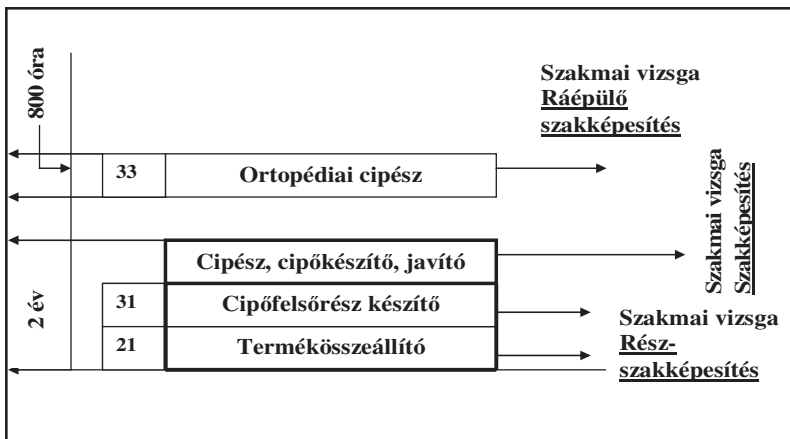 800 óra
Szakmai vizsga
Ráépülő
szakképesítés
33
Ortopédiai cipész
Szakmai vizsga
Szakképesítés
Cipész, cipőkészítő, javító
2 év
31
Cipőfelsőrész készítő
21
Termékösszeállító
Szakmai vizsga
Rész-
szakképesítés